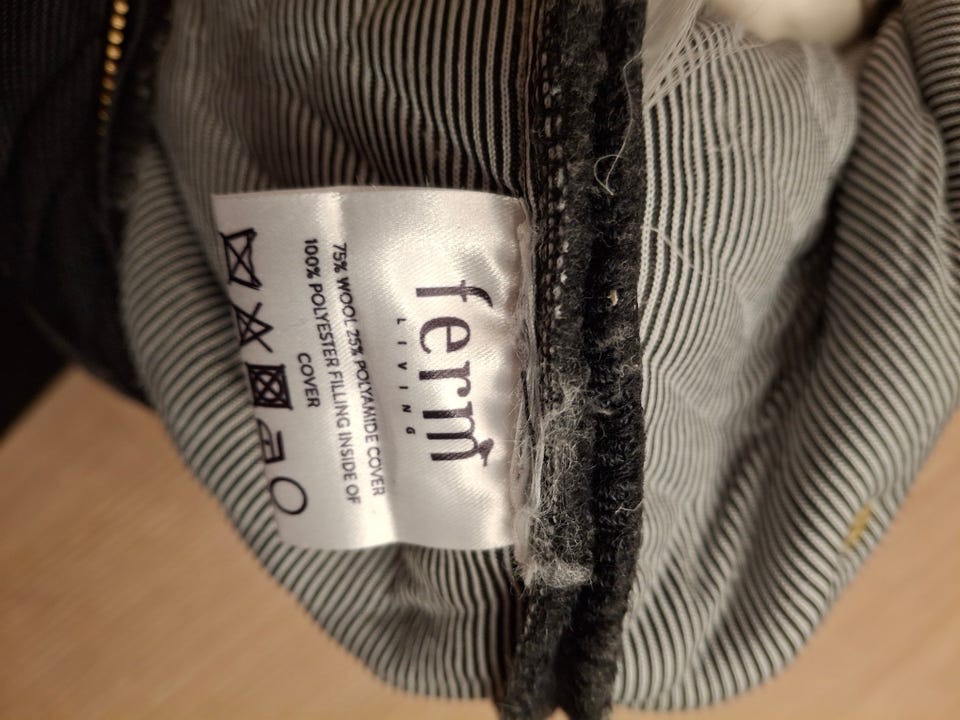 ferm
LIVING
75% WOOL 25% POLYAMIDE COVER
100% POLYESTER FILLING INSIDE OF
COVER